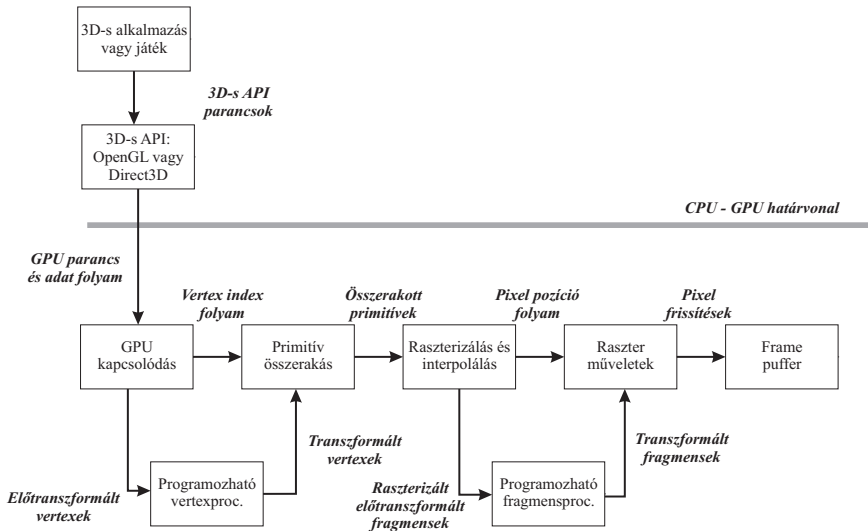 3D-s alkalmazás
vagy játék
3D-s API
parancsok
3D-s API:
OpenGL vagy
Direct3D
CPU - GPU határvonal
GPU parancs
és adat folyam
Vertex index
folyam
Összerakott
primitívek
Pixel pozíció
folyam
Pixel
frissítések
GPU
kapcsolódás
Primitív
összerakás
Raszterizálás és
interpolálás
Raszter
műveletek
Frame
puffer
Előtranszformált
vertexek
Programozható
vertexproc.
Transzformált
vertexek
Raszterizált
előtranszformált
fragmensek
Programozható
fragmensproc.
Transzformált
fragmensek